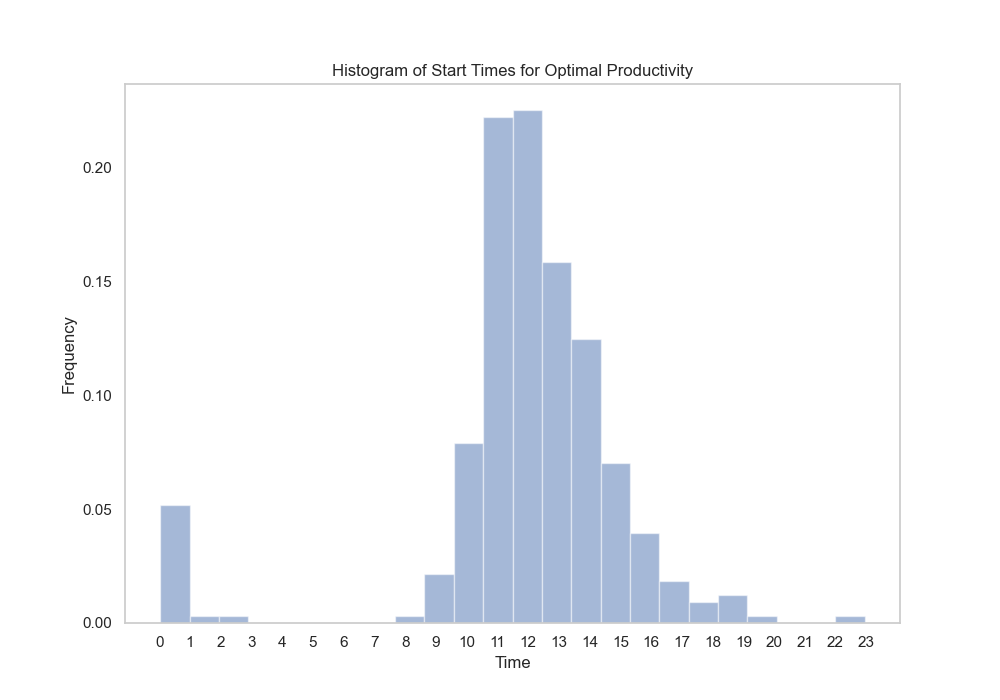 Histogram of Start Times for Optimal Productivity
0.20
0.15
0.10
0.05
0.00
Frequency
0 1 2 3 4 5 6 7 8 9 10 11 12 13 14 15 16 17 18 19 20 21 22 23
Time